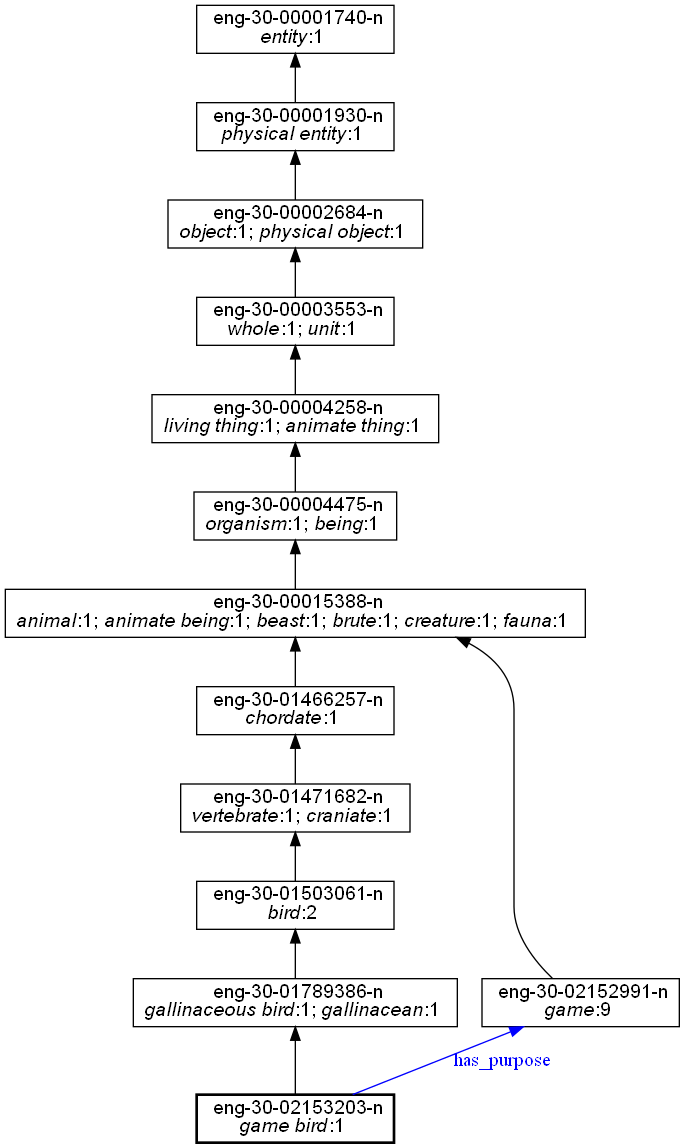 eng-30-00001740-n
entity:1
eng-30-00001930-n
physical entity:1
eng-30-00002684-n
object:1; physical object:1
eng-30-00003553-n
whole:1; unit:1
eng-30-00004258-n
living thing:1; animate thing:1
eng-30-00004475-n
organism:1; being:1
eng-30-00015388-n
animal:1; animate being:1; beast:1; brute:1; creature:1; fauna:1
eng-30-01466257-n
chordate:1
eng-30-01471682-n
vertebrate:1; craniate:1
eng-30-01503061-n
bird:2
eng-30-01789386-n
gallinaceous bird:1; gallinacean:1
eng-30-02152991-n
game:9
has_purpose
eng-30-02153203-n
game bird:1